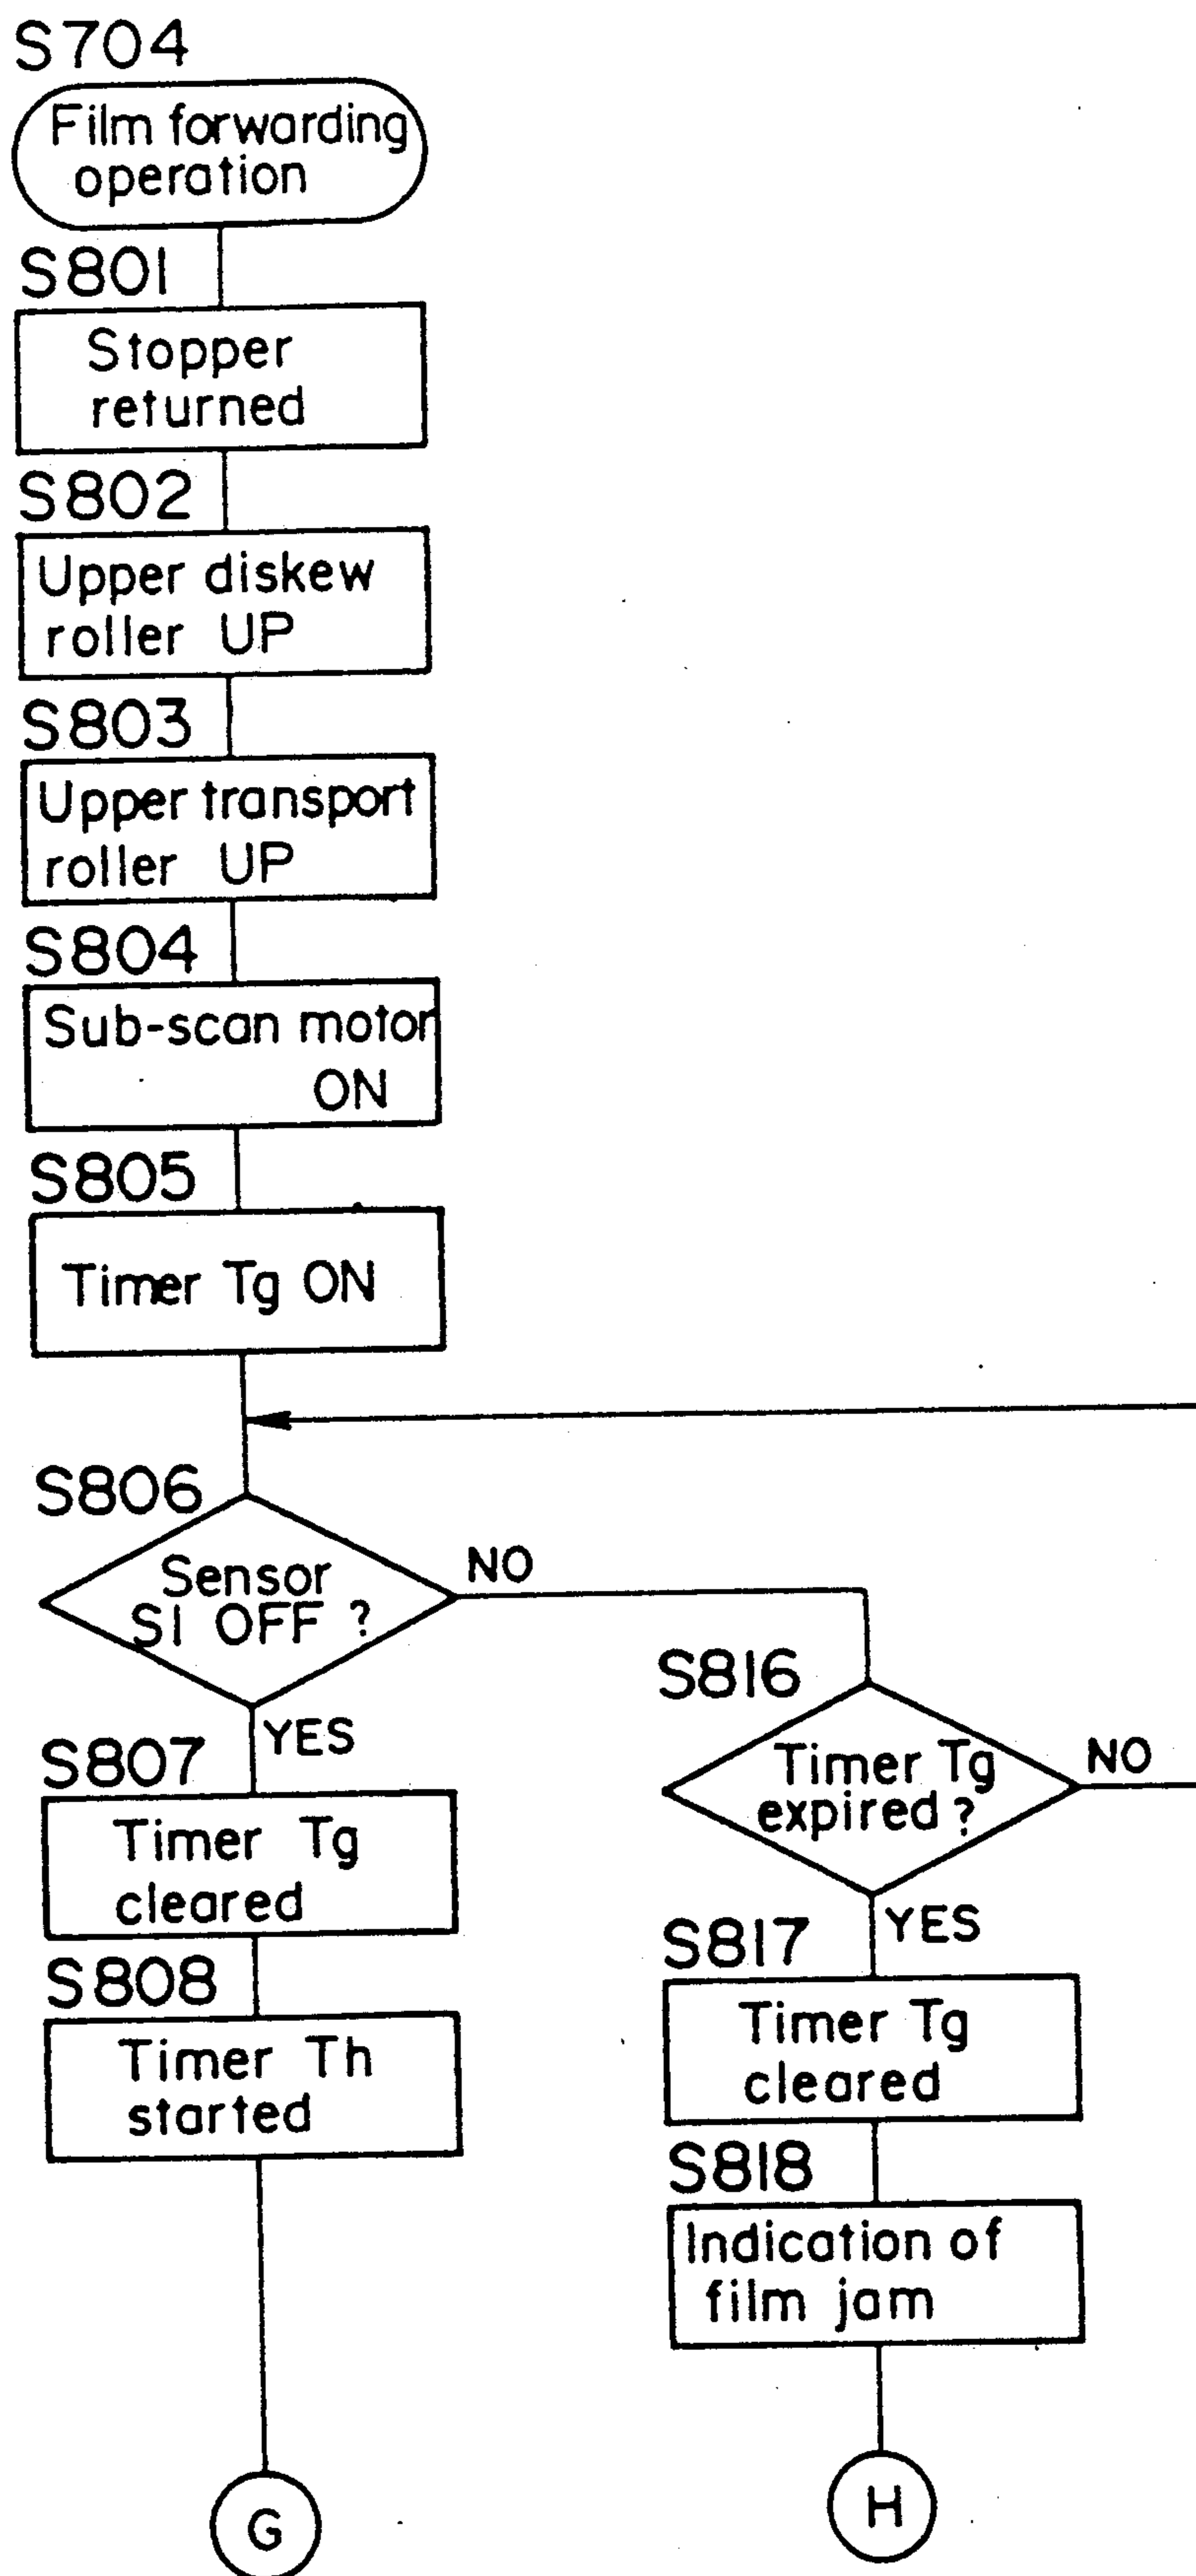 S704
Film forwarding
operation
S801
Stopper
returned
S802
Upper diskew
roller UP
S803
Upper transport
roller UP
S804
Sub-scan motor
ON
S805
Timer Tg ON
S806
Sensor
S1 OFF ?
NO
YES
S807
Timer Tg
cleared
S808
Timer Th
started
G
S816
Timer Tg
expired ?
NO
YES
S817
Timer Tg
cleared
S818
Indication of
film jam
H